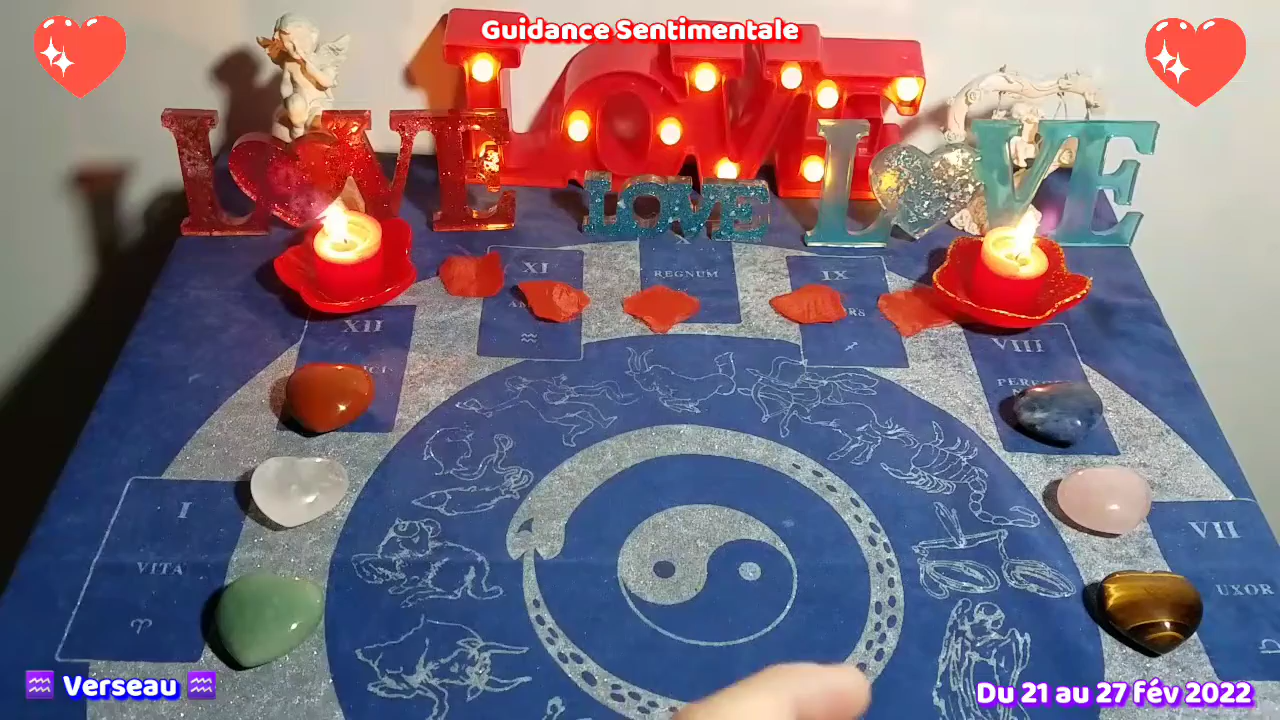 Guidance Sentimentale
LOVE
LOVE
LOVE
LOVE
XI
X
REGNUM
IX
XII
VIII
I
VITA
VII
UXOR
♒ Verseau ♒
Du 21 au 27 fév 2022